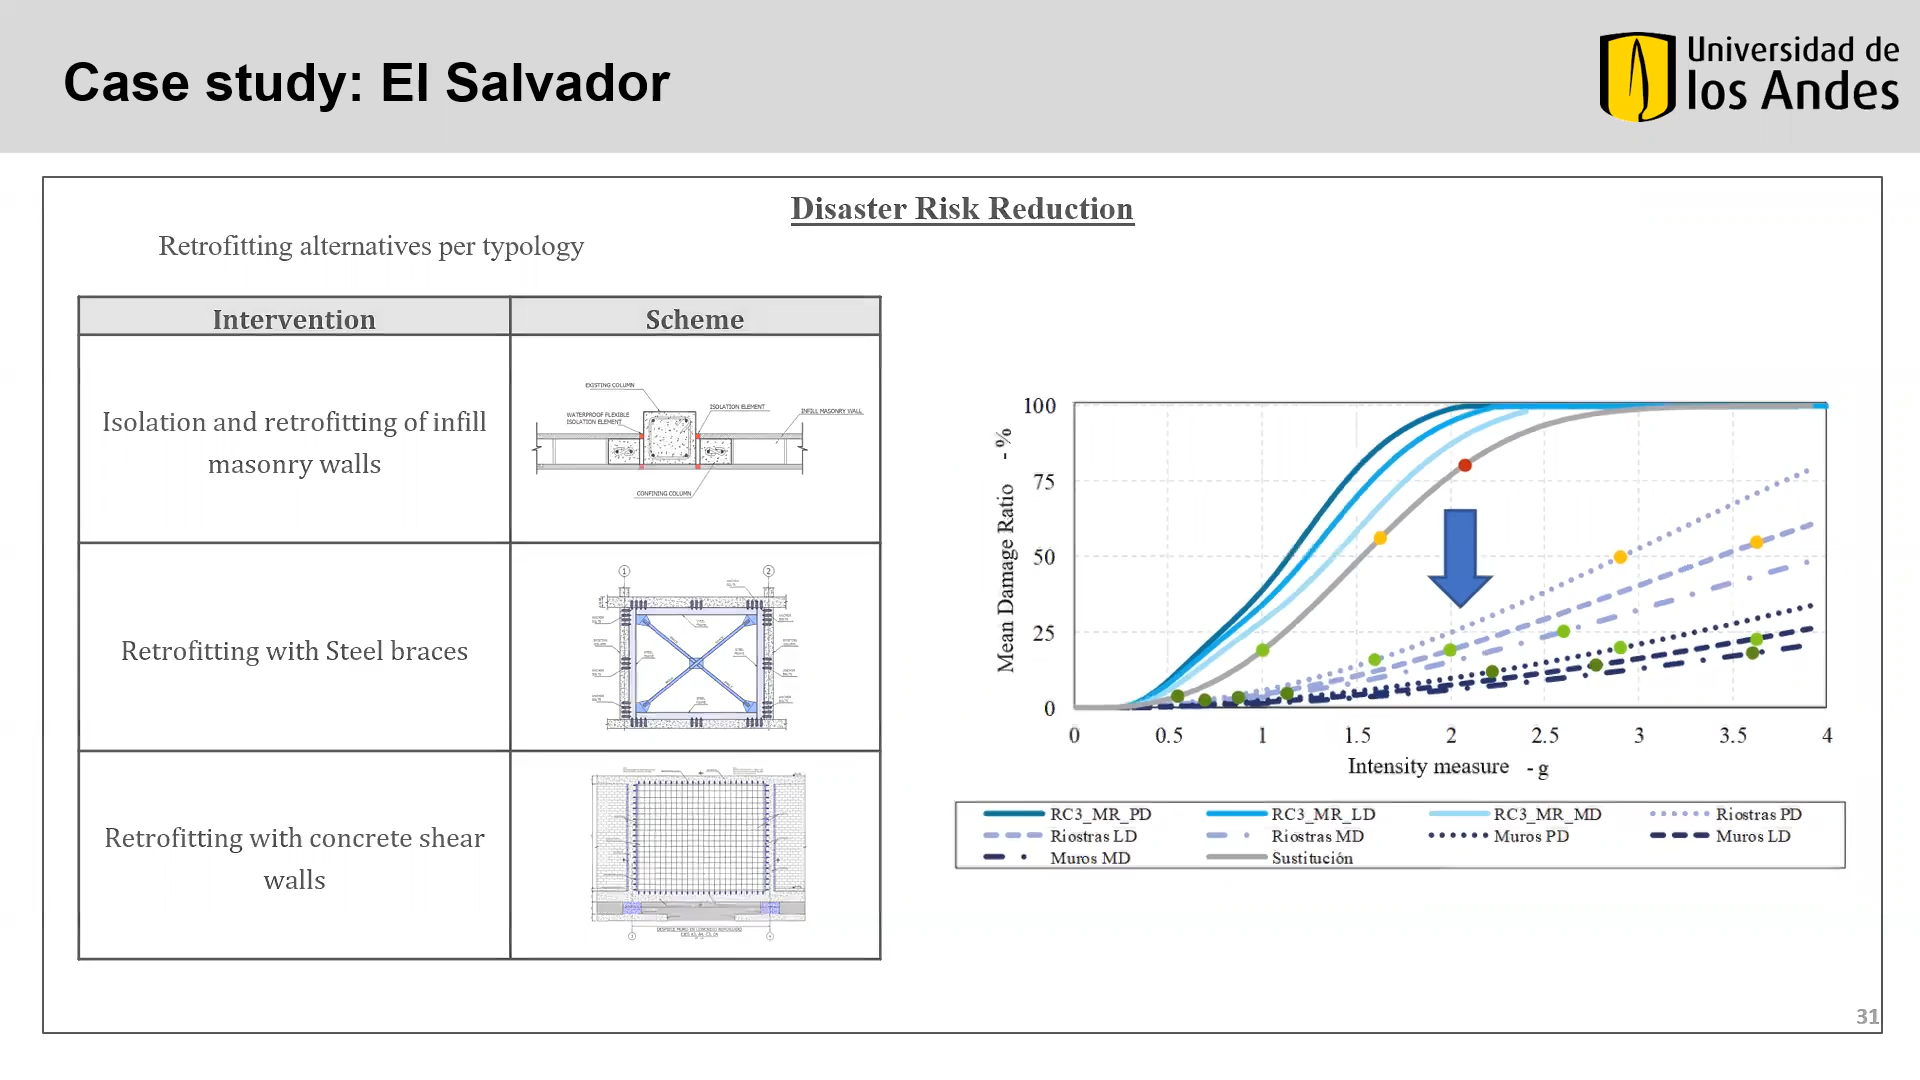 Case study: El Salvador
Universidad de
los Andes
Disaster Risk Reduction
Retrofitting alternatives per typology
Intervention
Scheme
Isolation and retrofitting of infill
masonry walls
EXISTING COLUMN
WATERPROOF FLEXIBLE
ISOLATION ELEMENT
ISOLATION ELEMENT
INFILL MASONRY WALL
CONFINING COLUMN
Retrofitting with Steel braces
1
2
Retrofitting with concrete shear
walls
Mean Damage Ratio - %
100
75
50
25
0
0 0.5 1 1.5 2 2.5 3 3.5 4
Intensity measure - g
RC3_MR_PD RC3_MR_LD RC3_MR_MD Riostras PD
Riostras LD Riostras MD Muros PD Muros LD
Muros MD Sustitución
31